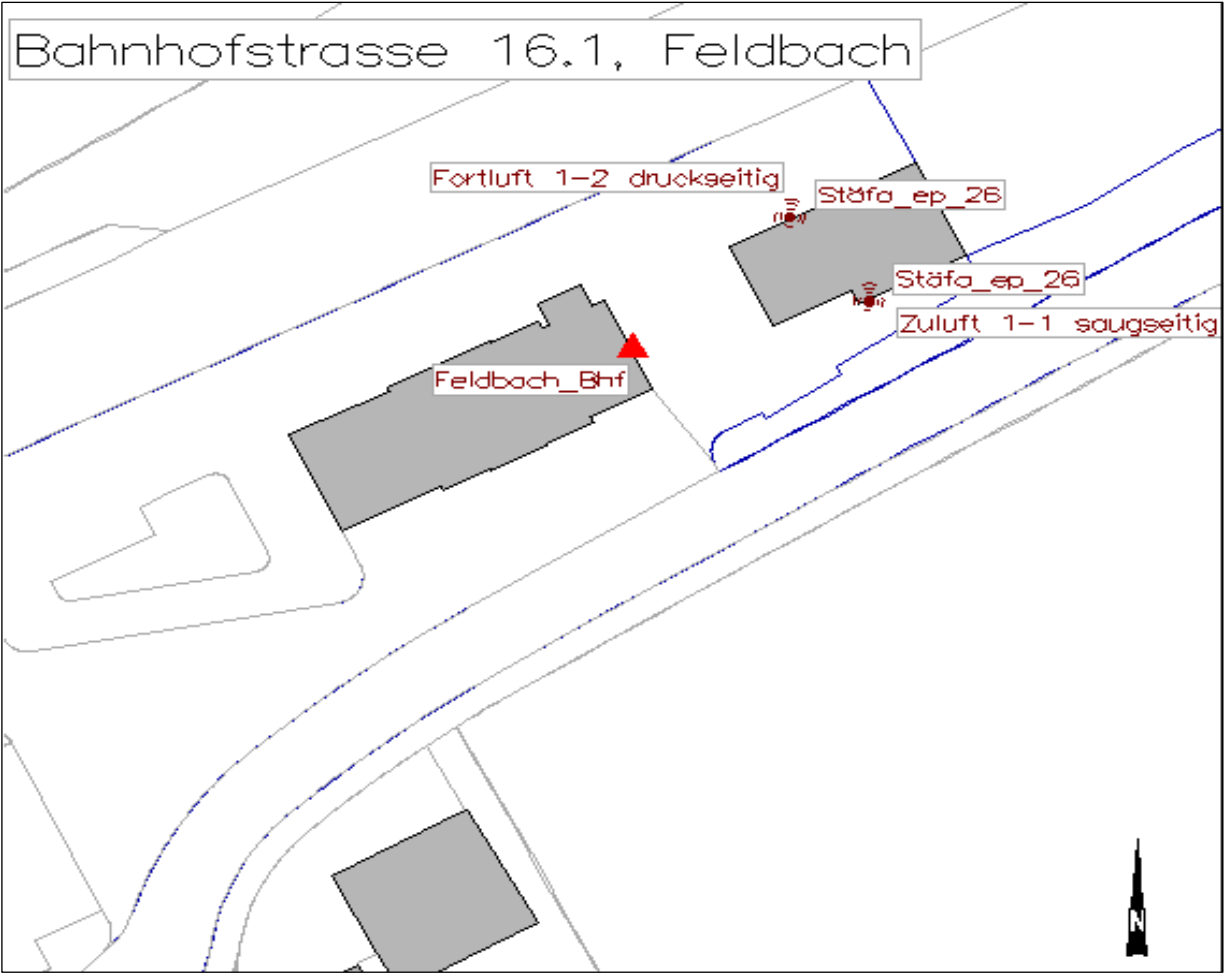 Bahnhofstrasse 16.1, Feldbach
Fortluft 1-2 druckseitig
Stäfa_ep_26
Stäfa_ep_26
Zuluft 1-1 saugseitig
Feldbach_Bhf
N